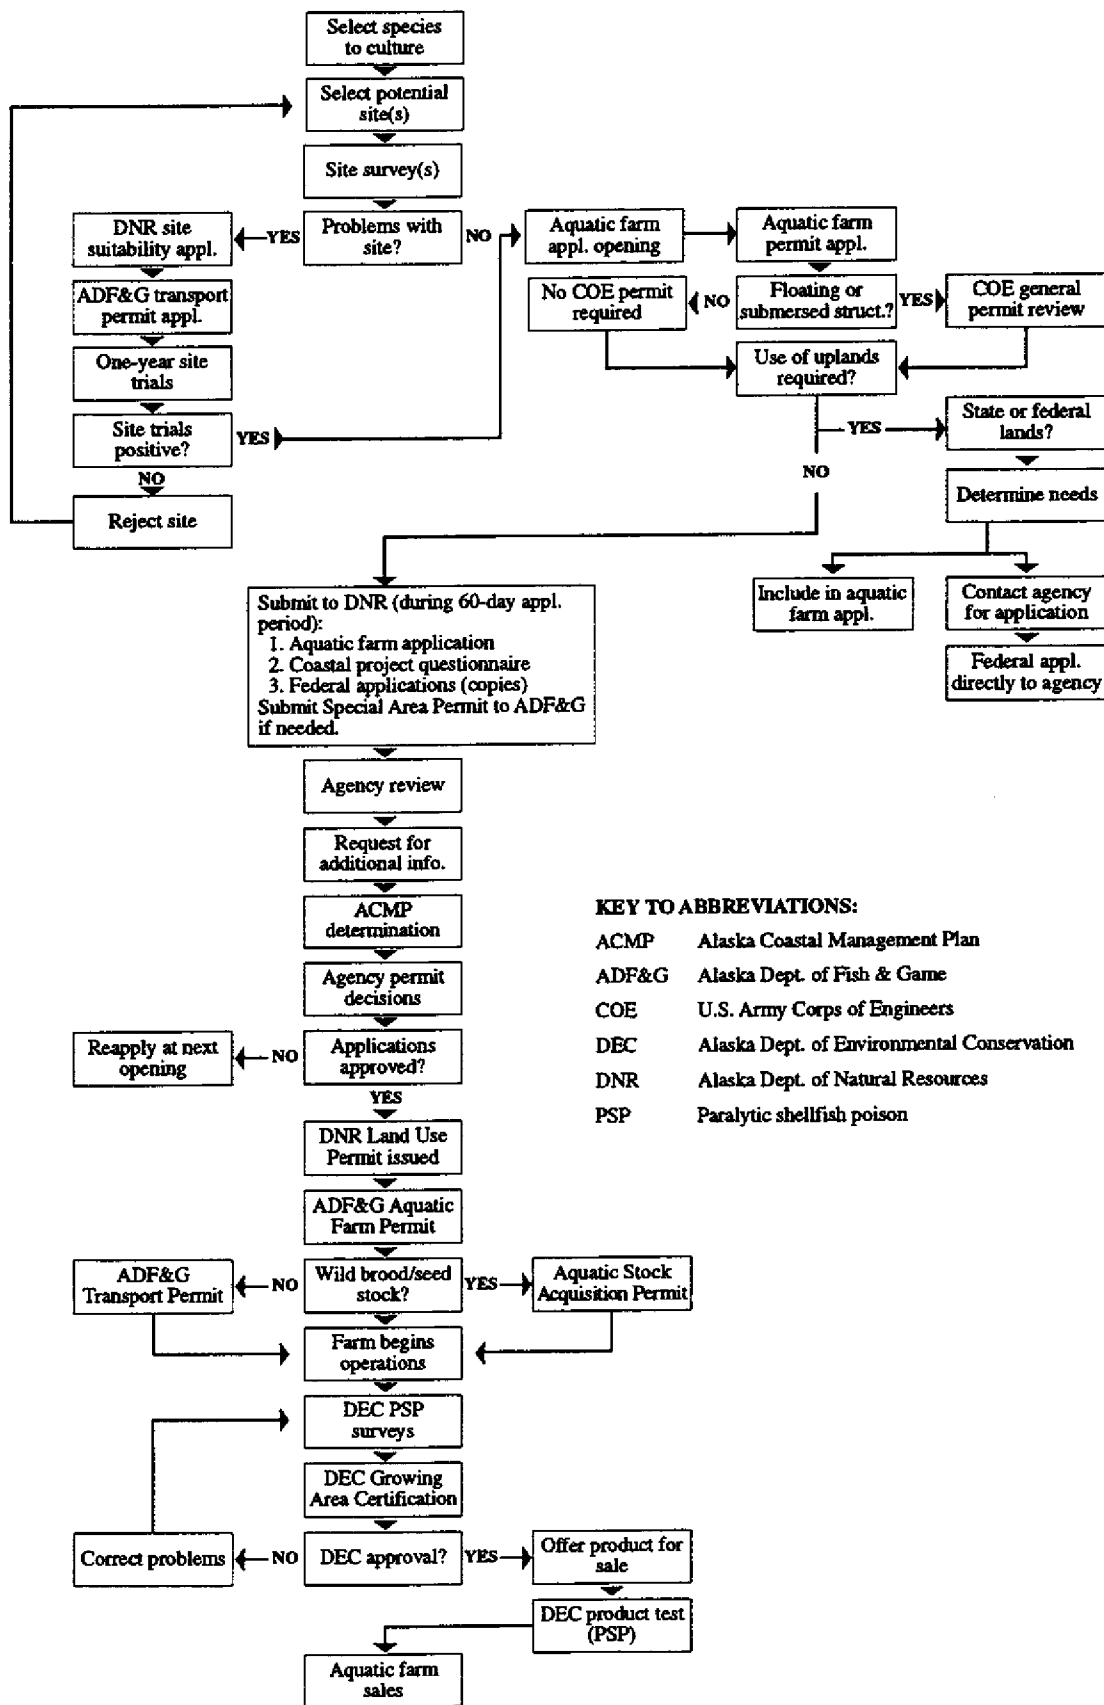 Select species
to culture
Select potential
site(s)
Site survey(s)
Problems with
site?
YES
NO
DNR site
suitability appl.
ADF&G transport
permit appl.
One-year site
trials
Site trials
positive?
YES
NO
Reject site
Aquatic farm
appl. opening
Aquatic farm
permit appl.
Floating or
submersed struct.?
NO
YES
No COE permit
required
COE general
permit review
Use of uplands
required?
YES
NO
State or federal
lands?
Determine needs
Include in aquatic
farm appl.
Contact agency
for application
Federal appl.
directly to agency
Submit to DNR (during 60-day appl.
period):
1. Aquatic farm application
2. Coastal project questionnaire
3. Federal applications (copies)
Submit Special Area Permit to ADF&G
if needed.
Agency review
Request for
additional info.
ACMP
determination
Agency permit
decisions
Applications
approved?
NO
YES
Reapply at next
opening
DNR Land Use
Permit issued
ADF&G Aquatic
Farm Permit
Wild brood/seed
stock?
NO
YES
ADF&G
Transport Permit
Aquatic Stock
Acquisition Permit
Farm begins
operations
DEC PSP
surveys
DEC Growing
Area Certification
DEC approval?
NO
YES
Correct problems
Offer product for
sale
DEC product test
(PSP)
Aquatic farm
sales
KEY TO ABBREVIATIONS:
ACMP Alaska Coastal Management Plan
ADF&G Alaska Dept. of Fish & Game
COE U.S. Army Corps of Engineers
DEC Alaska Dept. of Environmental Conservation
DNR Alaska Dept. of Natural Resources
PSP Paralytic shellfish poison